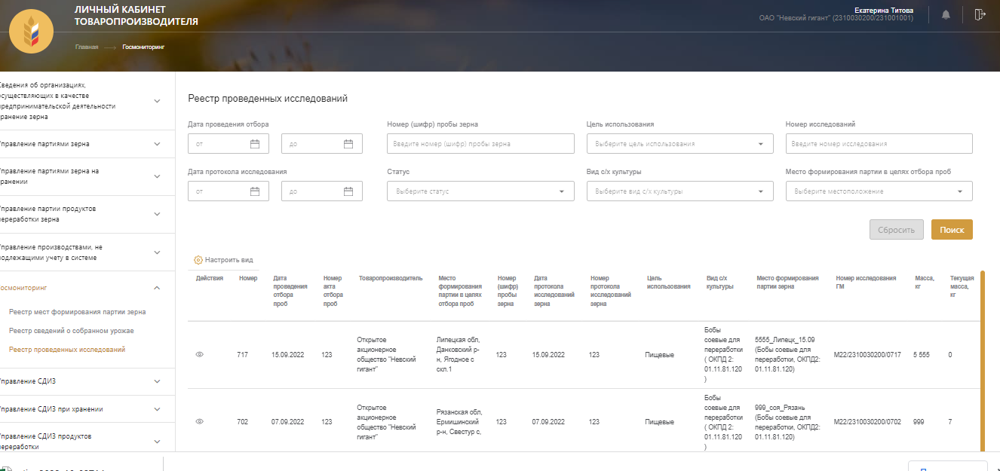 ЛИЧНЫЙ КАБИНЕТ
ТОВАРОПРОИЗВОДИТЕЛЯ
Екатерина Титова
ОАО "Невский гигант" (2310030200/231001001)
Главная
Госмониторинг
Сведения об организациях,
осуществляющих в качестве
предпринимательской деятельности
хранение зерна
Управление партиями зерна
Управление партиями зерна на
хранении
Управление партии продуктов
переработки зерна
Управление производствами, не
подлежащими учету в системе
Госмониторинг
Реестр мест формирования партии зерна
Реестр сведений о собранном урожае
Реестр проведенных исследований
Управление СДИЗ
Управление СДИЗ при хранении
Управление СДИЗ продуктов
переработки
Реестр проведенных исследований
Дата проведения отбора
Номер (шифр) пробы зерна
Цель использования
Номер исследований
от
до
Введите номер (шифр) пробы зерна
Выберите цель использования
Введите номер исследования
Дата протокола исследования
Статус
Вид с/х культуры
Место формирования партии в целях отбора проб
от
до
Выберите статус
Выберите вид с/х культуры
Выберите местоположение
Сбросить
Поиск
Настроить вид
Действия
Номер
Дата
проведения
отбора
проб
Номер
акта
отбора
проб
Товаропроизводитель
Место
формирования
партии в целях
отбора проб
Номер
(шифр)
пробы
зерна
Дата
протокола
исследований
зерна
Номер
протокола
исследований
зерна
Цель
использования
Вид с/х
культуры
Место формирования
партии зерна
Номер исследования
ГМ
Масса,
кг
Текущая
масса,
кг
717
15.09.2022
123
Открытое
акционерное
общество "Невский
гигант"
Липецкая обл,
Данковский р-
н, Ягодное с
скл.1
123
15.09.2022
123
Пищевые
Бобы
соевые для
переработки
( ОКПД 2:
01.11.81.120
)
5555_Липецк_15.09
(Бобы соевые для
переработки, ОКПД2:
01.11.81.120)
М22/2310030200/0717
5 555
0
702
07.09.2022
123
Открытое
акционерное
общество "Невский
гигант"
Рязанская обл,
Ермишинский
р-н, Свестур с,
123
07.09.2022
123
Пищевые
Бобы
соевые для
переработки
( ОКПД 2:
01.11.81.120
)
999_соя_Рязань
(Бобы соевые для
переработки, ОКПД2:
01.11.81.120)
М22/2310030200/0702
999
7